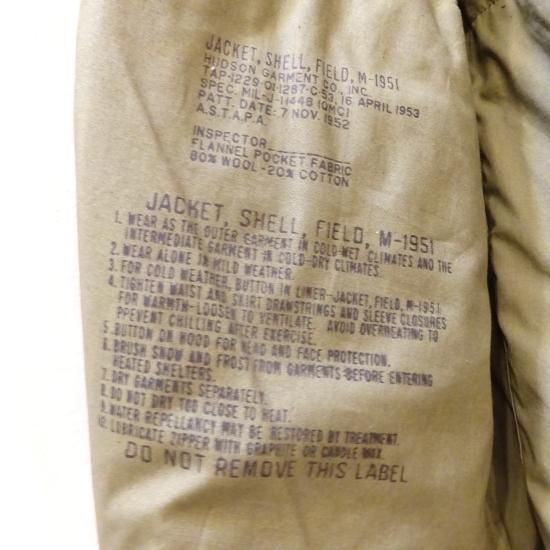 JACKET, SHELL, FIELD, M-1951
HUDSON GARMENT CO., INC.
TAP-1229-01-1287-C-53, 16 APRIL 1953
SPEC. MIL-J-11448 (QMC)
PATT. DATE: 7 NOV. 1952
A.S.T.A.P.A.
INSPECTOR
FLANNEL POCKET FABRIC
80% WOOL - 20% COTTON
JACKET, SHELL, FIELD, M-1951
1. WEAR AS THE OUTER GARMENT IN COLD-WET CLIMATES AND THE
INTERMEDIATE GARMENT IN COLD-DRY CLIMATES.
2. WEAR ALONE IN MILD WEATHER.
3. FOR COLD WEATHER, BUTTON IN LINER-JACKET, FIELD, M-1951
4. TIGHTEN WAIST AND SKIRT DRAWSTRINGS AND SLEEVE CLOSURES
FOR WARMTH-LOOSEN TO VENTILATE. AVOID OVERHEATING TO
PPEVENT CHILLING AFTER EXERCISE.
5. BUTTON ON HOOD FOR HEAD AND FACE PROTECTION.
6. BRUSH SNOW AND FROST FROM GARMENTS BEFORE ENTERING
HEATED SHELTERS.
7. DRY GARMENTS SEPARATELY.
8. DO NOT DRY TOO CLOSE TO HEAT.
9. WATER REPELLANCY MAY BE RESTORED BY TREATMENT.
10. LUBRICATE ZIPPER WITH GRAPHITE OR CANDLE WAX.
DO NOT REMOVE THIS LABEL